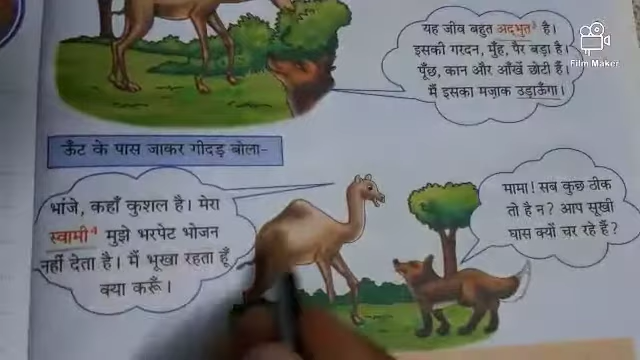 यह जीव बहुत अद्भुत³ है।
इसकी गरदन, मुँह, पैर बड़ा है।
पूँछ, कान और आँखें छोटी हैं।
मैं इसका मज़ाक उड़ाऊँगा।
Film Maker
ऊँट के पास जाकर गीदड़ बोला-
भांजे, कहाँ कुशल है। मेरा
स्वामी⁴ मुझे भरपेट भोजन
नहीं देता है। मैं भूखा रहता हूँ
क्या करूँ।
मामा! सब कुछ ठीक
तो है न? आप सूखी
घास क्यों चर रहे हैं?